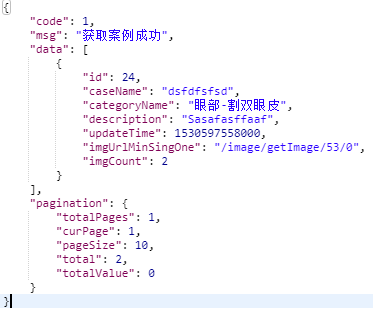 {
"code": 1,
"msg": "获取案例成功",
"data": [
{
"id": 24,
"caseName": "dsfdfsfsd",
"categoryName": "眼部-割双眼皮",
"description": "Sasafasffaaf",
"updateTime": 1530597558000,
"imgUrlMinSingOne": "/image/getImage/53/0",
"imgCount": 2
}
],
"pagination": {
"totalPages": 1,
"curPage": 1,
"pageSize": 10,
"total": 2,
"totalValue": 0
}
}